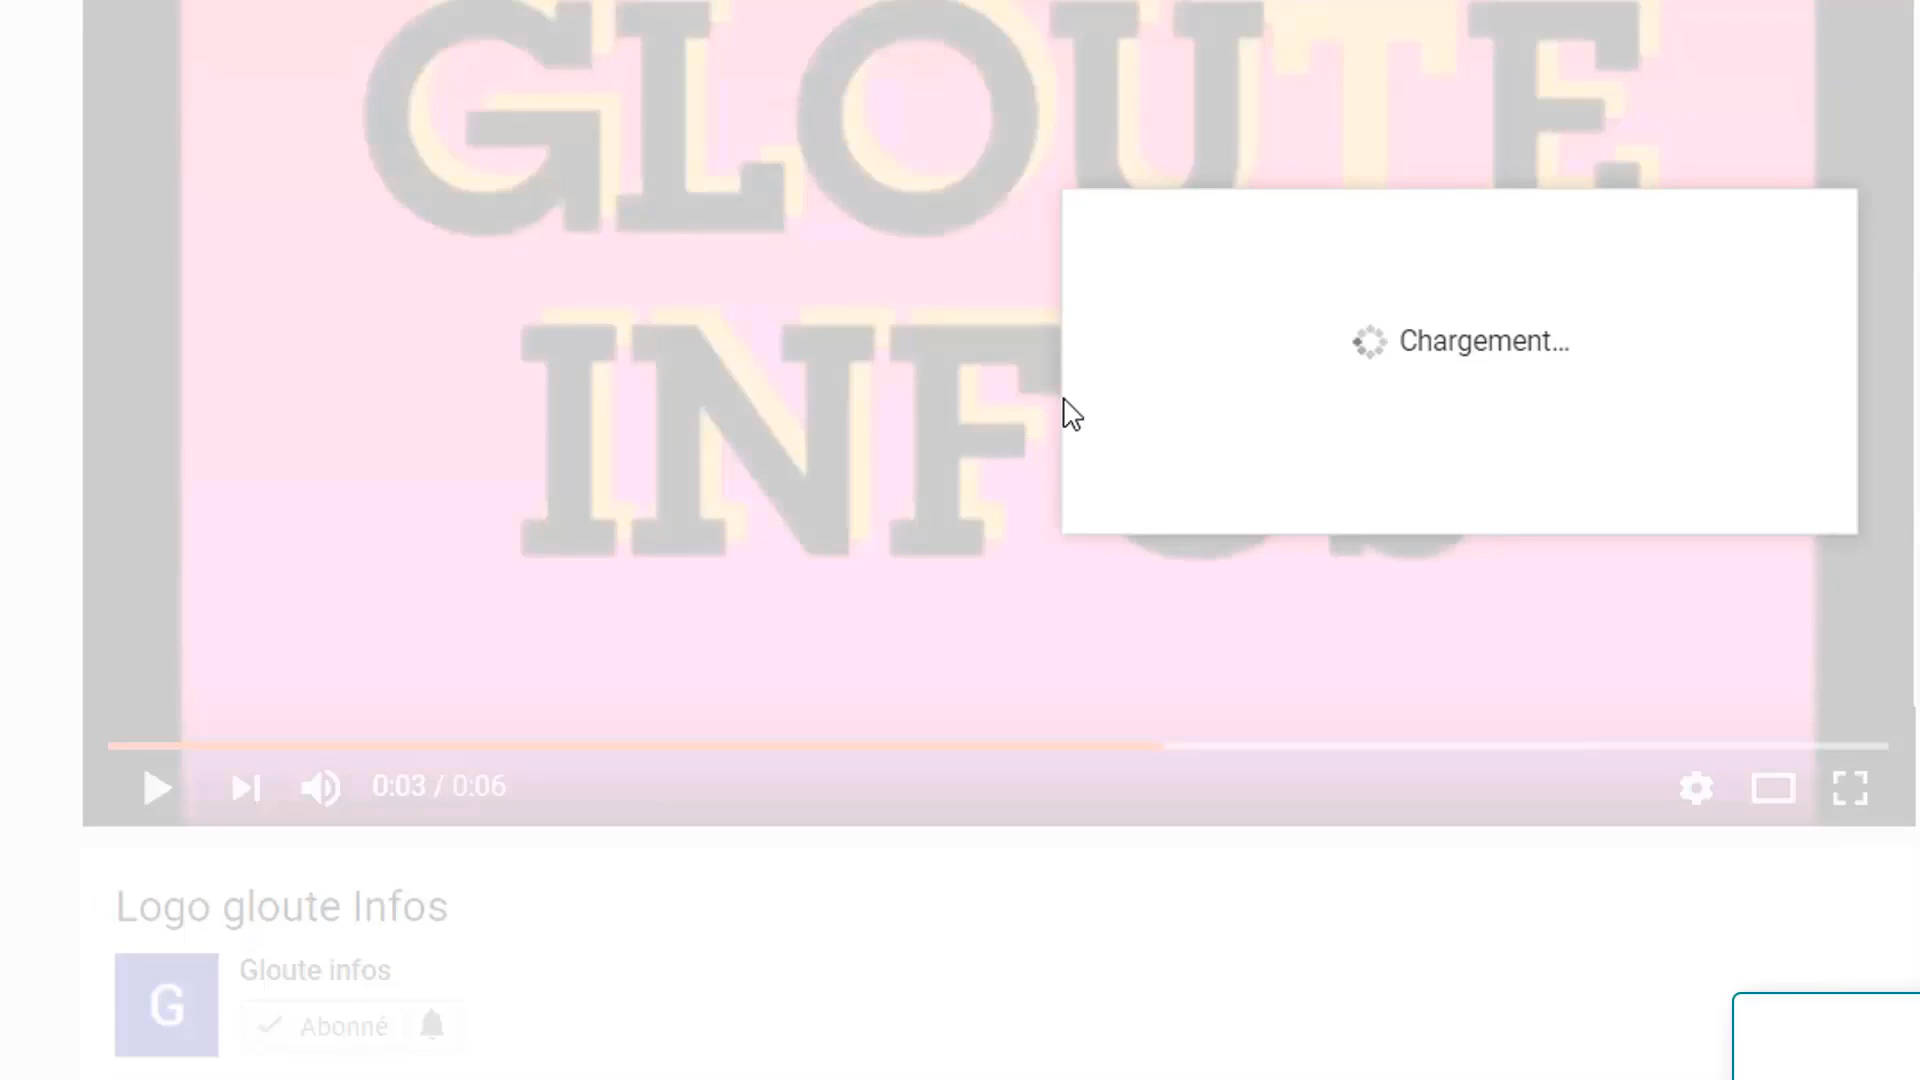 GLOUTE
INF
Chargement...
0:03 / 0:06
Logo gloute Infos
G
Gloute infos
Abonné